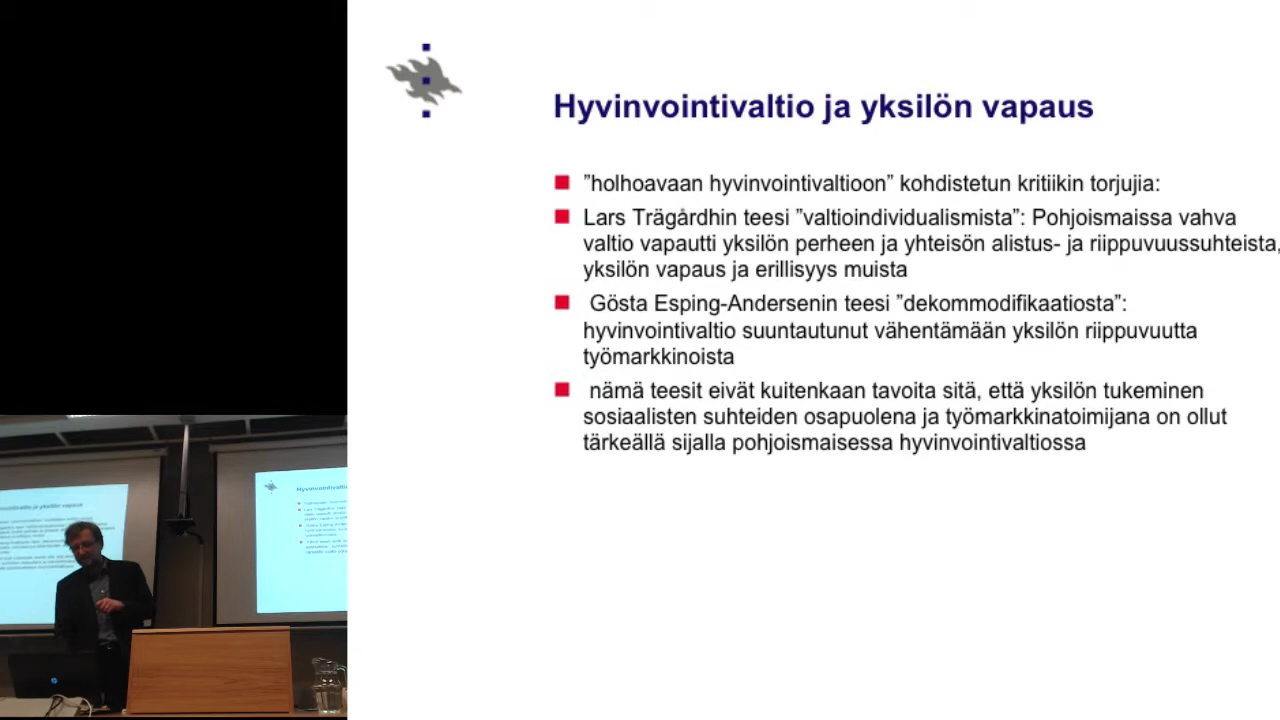 Hyvinvointivaltio ja yksilön vapaus
”holhoavaan hyvinvointivaltioon” kohdistetun kritiikin torjujia:
Lars Trägårdhin teesi ”valtioindividualismista”: Pohjoismaissa vahva
valtio vapautti yksilön perheen ja yhteisön alistus- ja riippuvuussuhteista,
yksilön vapaus ja erillisyys muista
Gösta Esping-Andersenin teesi ”dekommodifikaatiosta”:
hyvinvointivaltio suuntautunut vähentämään yksilön riippuvuutta
työmarkkinoista
nämä teesit eivät kuitenkaan tavoita sitä, että yksilön tukeminen
sosiaalisten suhteiden osapuolena ja työmarkkinatoimijana on ollut
tärkeällä sijalla pohjoismaisessa hyvinvointivaltiossa